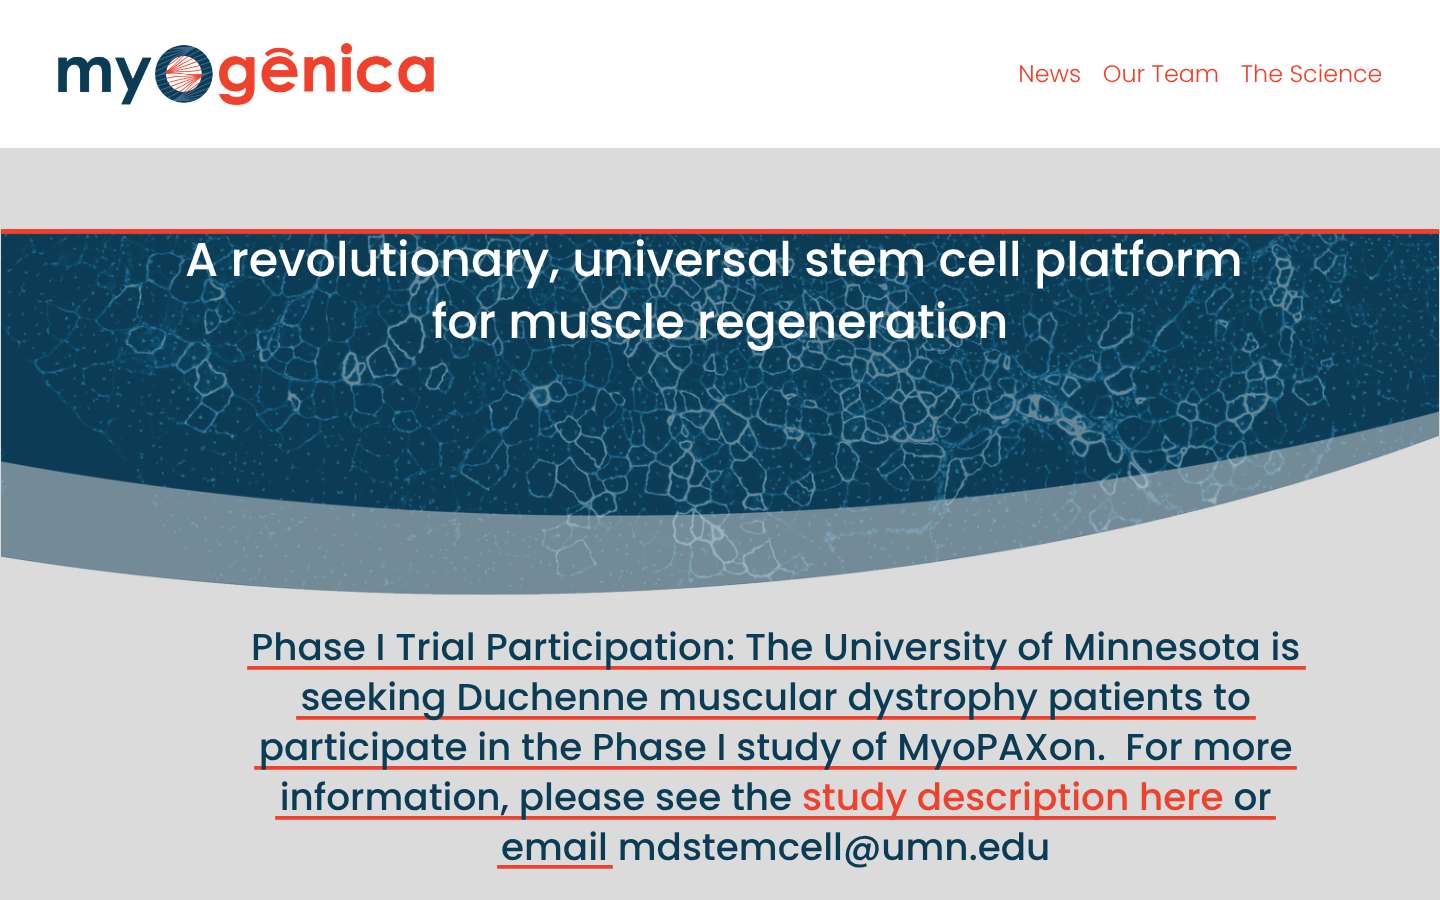 myOgênica
News Our Team The Science
A revolutionary, universal stem cell platform
for muscle regeneration
Phase I Trial Participation: The University of Minnesota is
seeking Duchenne muscular dystrophy patients to
participate in the Phase I study of MyoPAXon.  For more
information, please see the study description here or
email mdstemcell@umn.edu